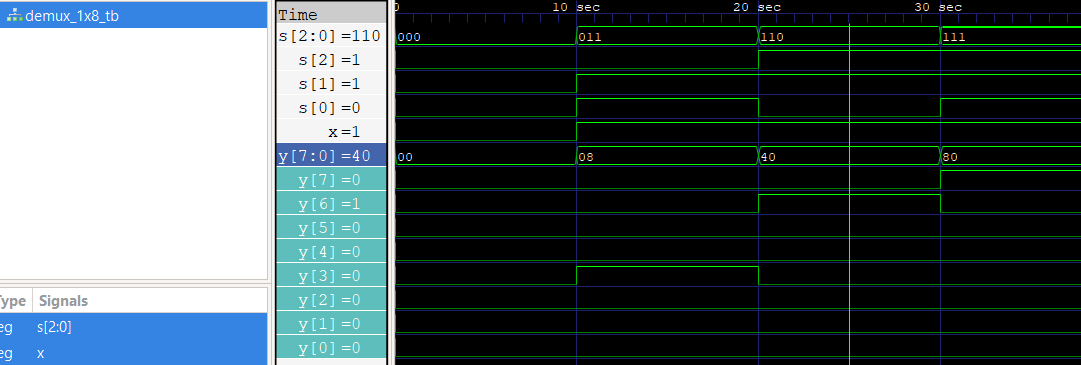 demux_1x8_tb
Type Signals
eg s[2:0]
eg x
Time
s[2:0]=110
s[2]=1
s[1]=1
s[0]=0
x=1
y[7:0]=40
y[7]=0
y[6]=1
y[5]=0
y[4]=0
y[3]=0
y[2]=0
y[1]=0
y[0]=0
0 10 sec 20 sec 30 sec
000 011 110 111
00 08 40 80